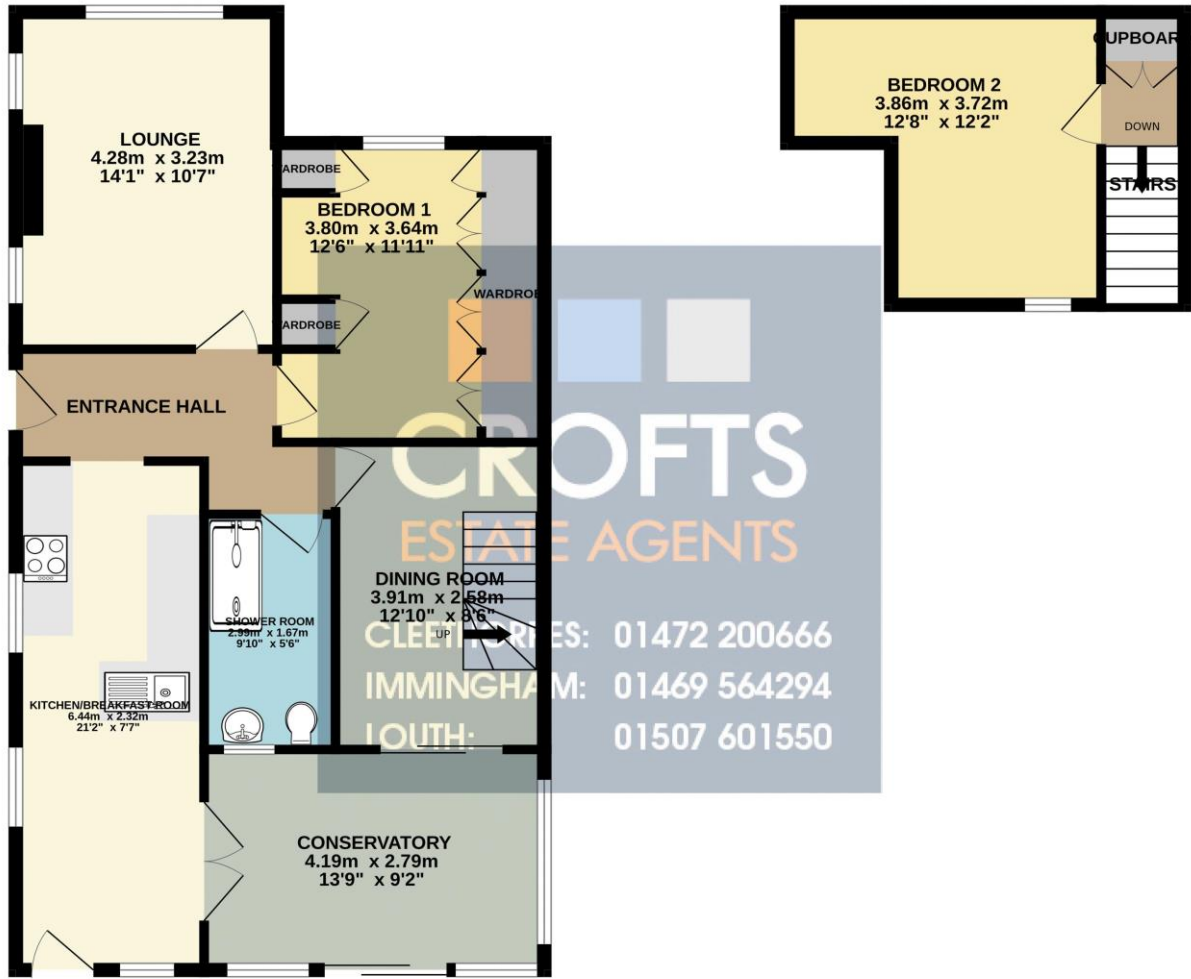 LOUNGE
4.28m x 3.23m
14'1" x 10'7"
ARDROBE
BEDROOM 1
3.80m x 3.64m
12'6" x 11'11"
WARDROBE
ARDROBE
ENTRANCE HALL
DINING ROOM
3.91m x 2.58m
12'10" x 8'6"
UP
SHOWER ROOM
2.99m x 1.67m
9'10" x 5'6"
KITCHEN/BREAKFAST ROOM
6.44m x 2.32m
21'2" x 7'7"
CONSERVATORY
4.19m x 2.79m
13'9" x 9'2"
BEDROOM 2
3.86m x 3.72m
12'8" x 12'2"
CUPBOAR
DOWN
STAIRS
CROFTS
ESTATE AGENTS
CLEETHORPES: 01472 200666
IMMINGHAM: 01469 564294
LOUTH: 01507 601550